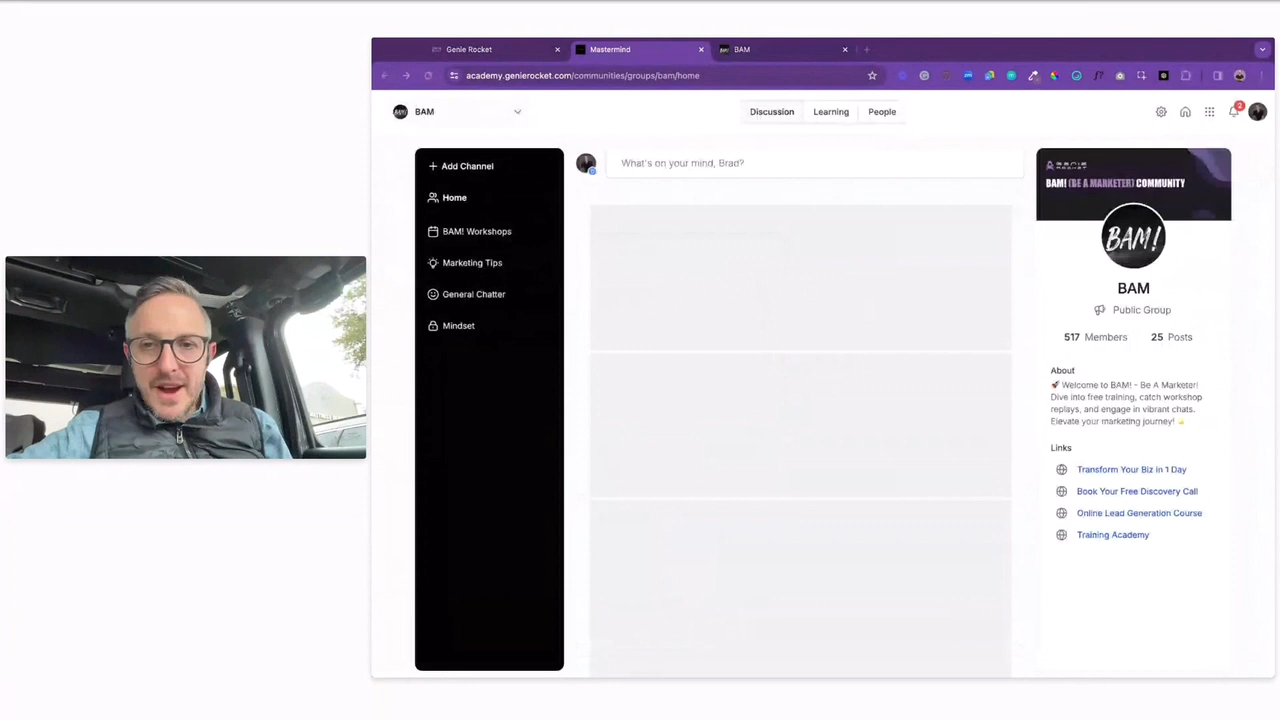 Genie Rocket
Mastermind
BAM
academy.genierocket.com/communities/groups/bam/home
BAM
Discussion
Learning
People
2
Add Channel
Home
BAM! Workshops
Marketing Tips
General Chatter
Mindset
What's on your mind, Brad?
BAM! (BE A MARKETER) COMMUNITY
BAM!
BAM
Public Group
517 Members
25 Posts
About
🚀 Welcome to BAM! - Be A Marketer!
Dive into free training, catch workshop
replays, and engage in vibrant chats.
Elevate your marketing journey! 🌟
Links
Transform Your Biz in 1 Day
Book Your Free Discovery Call
Online Lead Generation Course
Training Academy